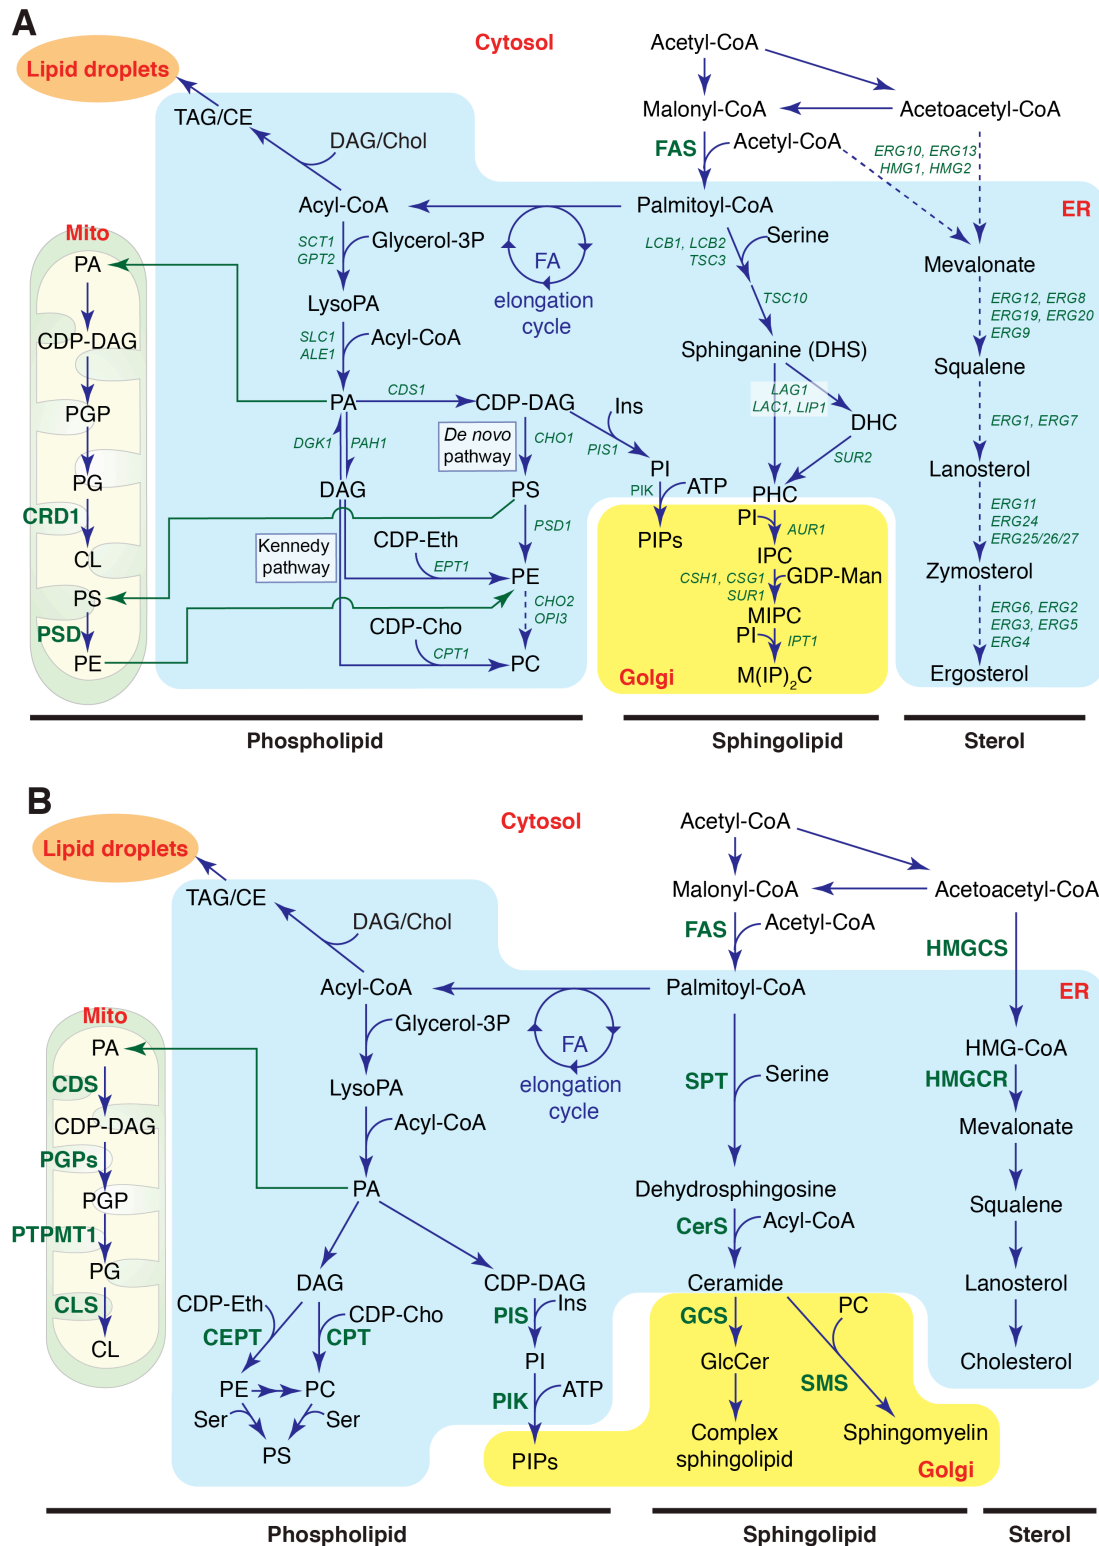 A
Cytosol
Lipid droplets
TAG/CE
DAG/Chol
Acetyl-CoA
Malonyl-CoA
Acetoacetyl-CoA
FAS
Acetyl-CoA
ERG10, ERG13
HMG1, HMG2
ER
Acyl-CoA
Palmitoyl-CoA
SCT1
GPT2
Glycerol-3P
FA
elongation
cycle
LCB1, LCB2
TSC3
Serine
TSC10
Mevalonate
Mito
PA
CDP-DAG
PGP
PG
CRD1
CL
PS
PSD
PE
LysoPA
SLC1
ALE1
Acyl-CoA
Sphinganine (DHS)
ERG12, ERG8
ERG19, ERG20
ERG9
Squalene
PA
CDS1
CDP-DAG
Ins
LAG1
LAC1, LIP1
DHC
ERG1, ERG7
DGK1
PAH1
De novo
pathway
CHO1
PIS1
SUR2
PI
Lanosterol
DAG
PS
PIK
ATP
PHC
ERG11
ERG24
ERG25/26/27
Kennedy
pathway
CDP-Eth
EPT1
PSD1
PIPs
PI
AUR1
IPC
PE
CSH1, CSG1
SUR1
GDP-Man
Zymosterol
CHO2
OPI3
MIPC
ERG6, ERG2
ERG3, ERG5
ERG4
CDP-Cho
CPT1
PC
PI
IPT1
Golgi
M(IP)2C
Ergosterol
Phospholipid
Sphingolipid
Sterol
B
Cytosol
Lipid droplets
TAG/CE
DAG/Chol
Acetyl-CoA
Malonyl-CoA
Acetoacetyl-CoA
FAS
Acetyl-CoA
HMGCS
ER
Acyl-CoA
Palmitoyl-CoA
Glycerol-3P
FA
elongation
cycle
Mito
PA
CDS
CDP-DAG
PGPs
PGP
PTPMT1
PG
CLS
CL
LysoPA
Acyl-CoA
PA
SPT
Serine
HMG-CoA
HMGCR
Mevalonate
Dehydrosphingosine
CerS
Acyl-CoA
Squalene
DAG
CDP-DAG
Ceramide
Lanosterol
CDP-Eth
CEPT
CDP-Cho
CPT
PIS
Ins
GCS
PC
PI
GlcCer
Cholesterol
PE
PC
PIK
ATP
SMS
Ser
Ser
PS
PIPs
Complex
sphingolipid
Sphingomyelin
Golgi
Phospholipid
Sphingolipid
Sterol